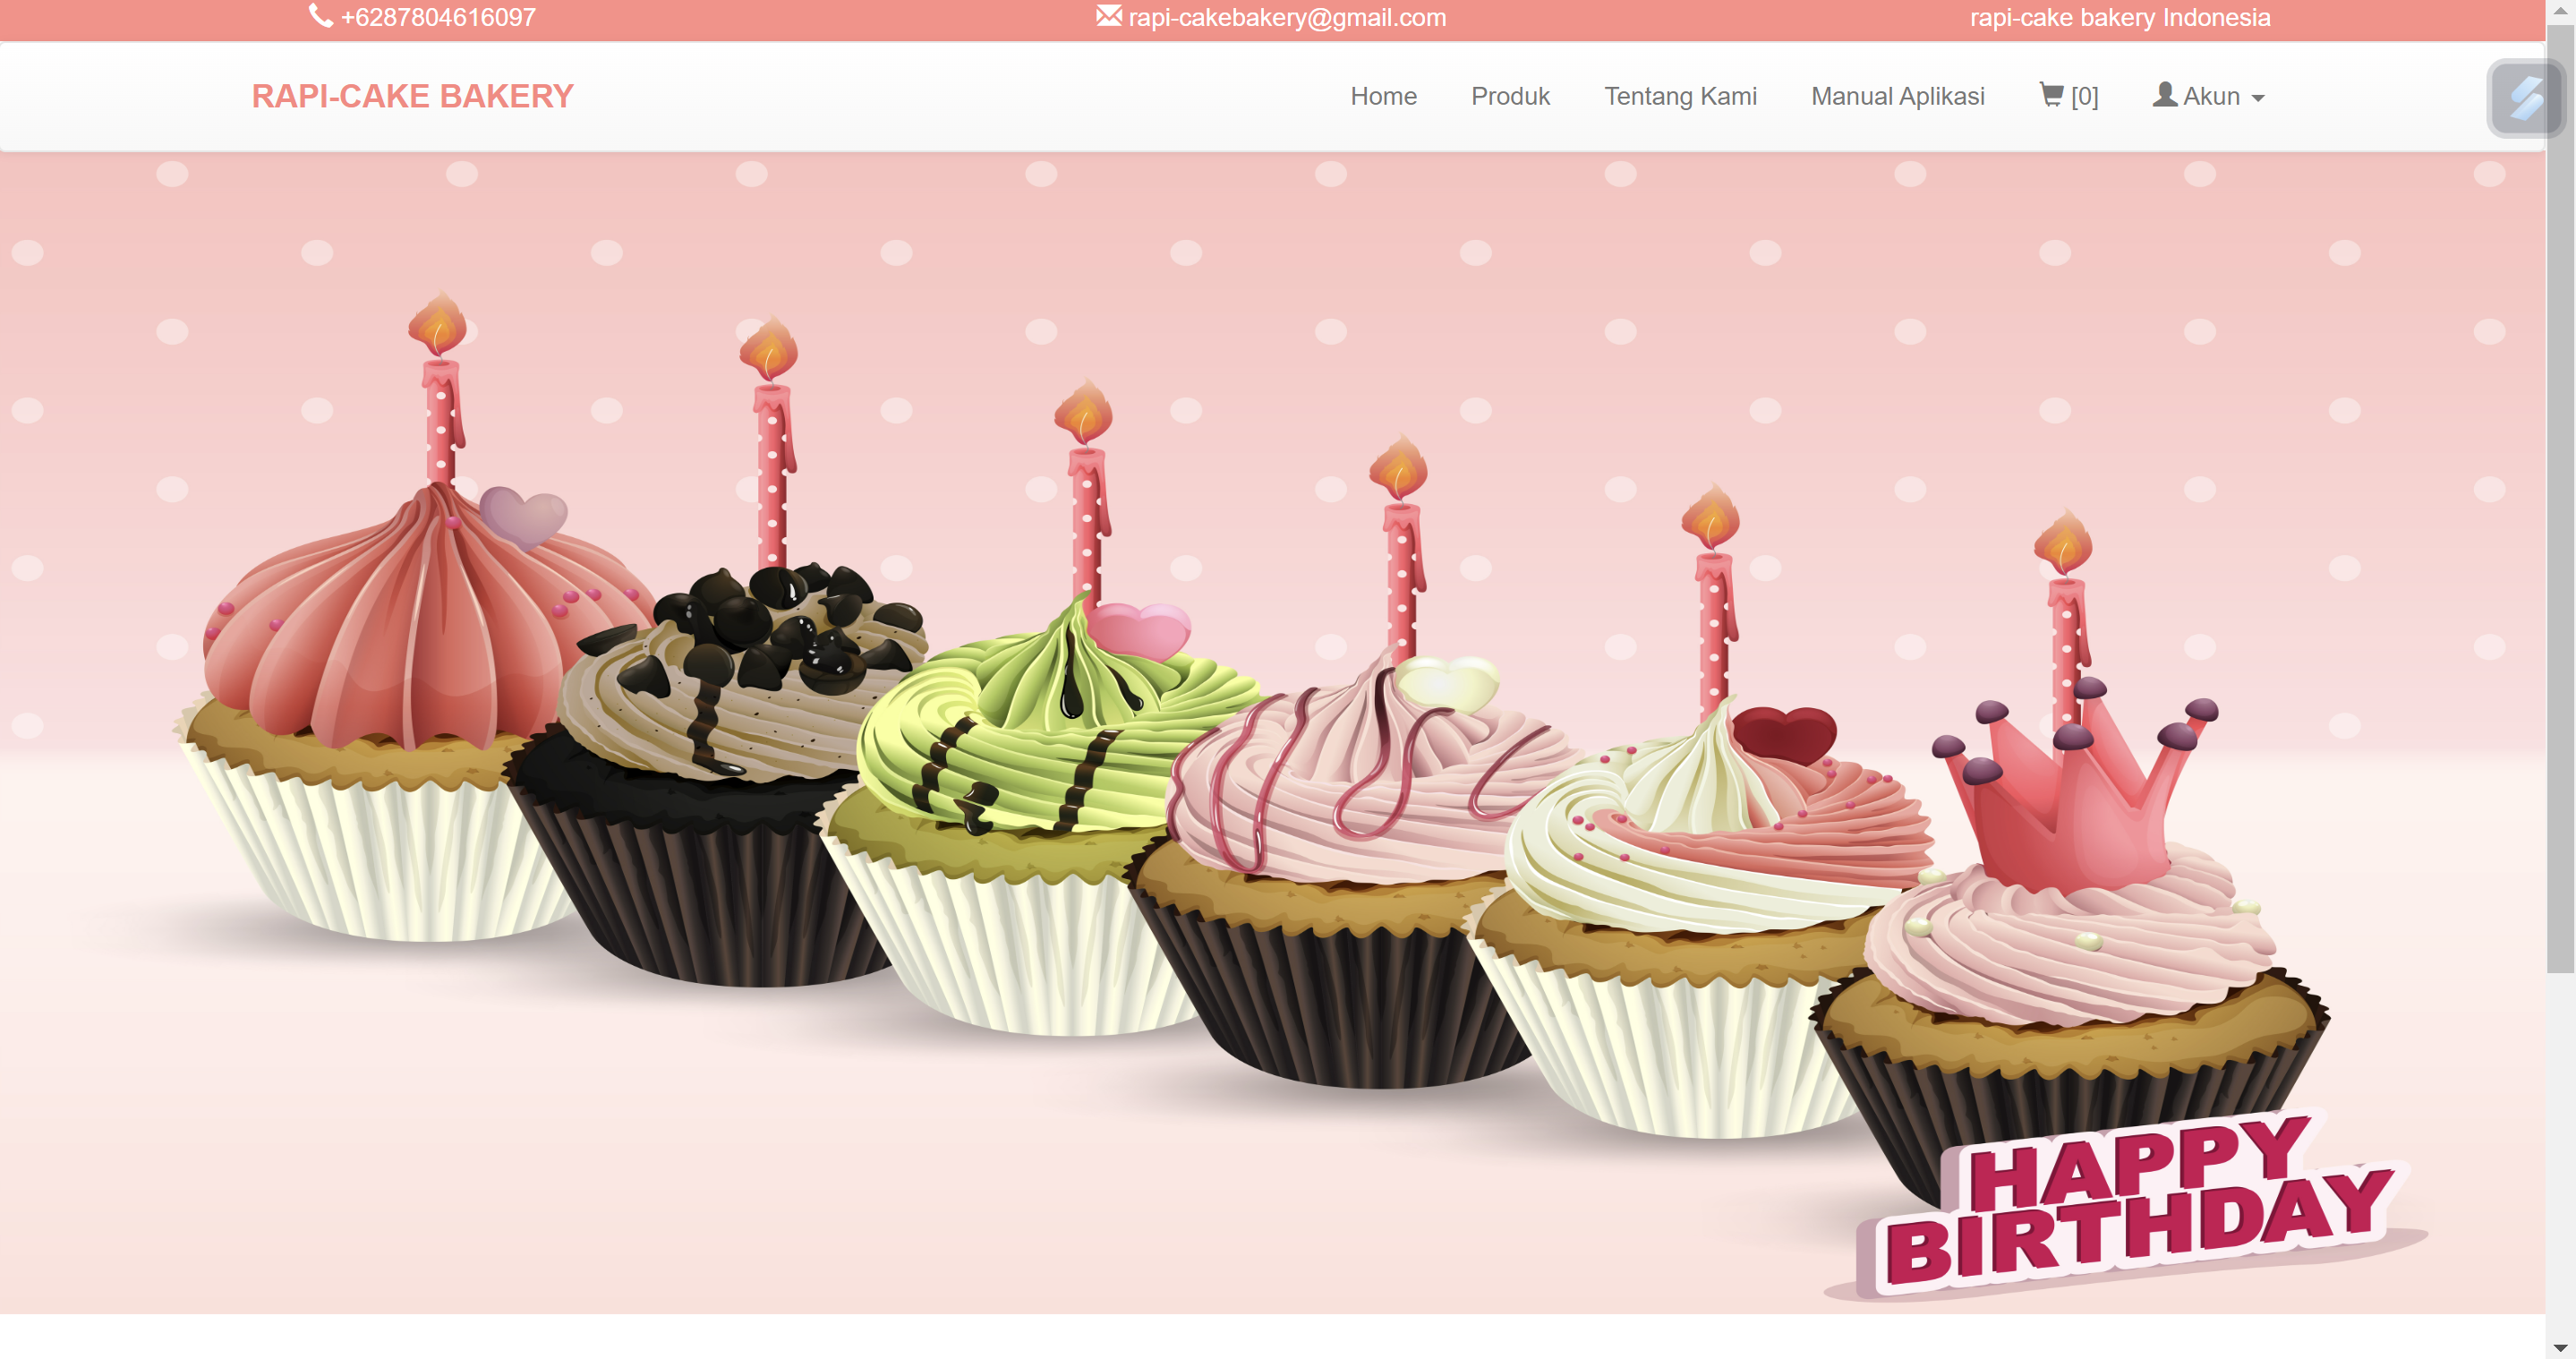 +6287804616097 rapi-cakebakery@gmail.com rapi-cake bakery Indonesia
RAPI-CAKE BAKERY Home Produk Tentang Kami Manual Aplikasi [0] Akun
HAPPY
BIRTHDAY